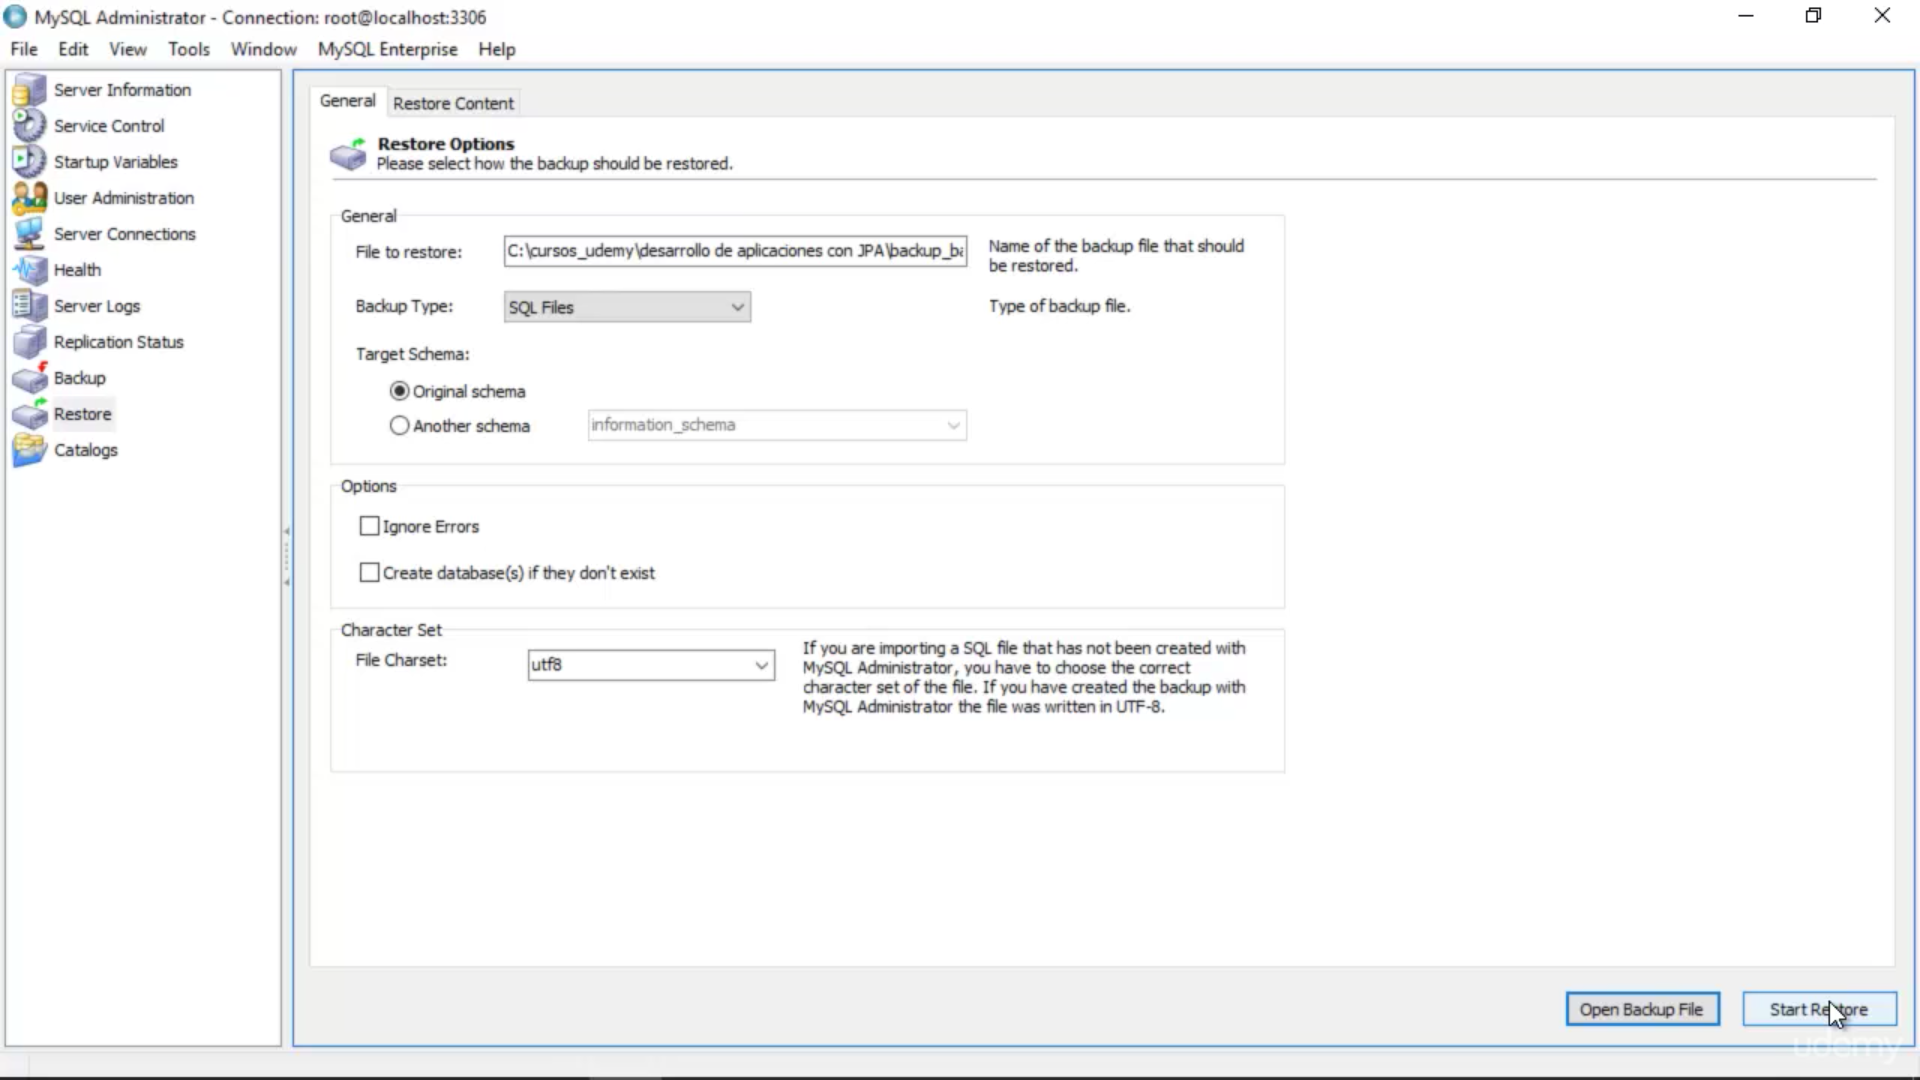 MySQL Administrator - Connection: root@localhost:3306
File Edit View Tools Window MySQL Enterprise Help
Server Information
Service Control
Startup Variables
User Administration
Server Connections
Health
Server Logs
Replication Status
Backup
Restore
Catalogs
General Restore Content
Restore Options
Please select how the backup should be restored.
General
File to restore: C:\cursos_udemy\desarrollo de aplicaciones con JPA\backup_ba
Name of the backup file that should
be restored.
Backup Type: SQL Files Type of backup file.
Target Schema:
Original schema
Another schema information_schema
Options
Ignore Errors
Create database(s) if they don't exist
Character Set
File Charset: utf8
If you are importing a SQL file that has not been created with
MySQL Administrator, you have to choose the correct
character set of the file. If you have created the backup with
MySQL Administrator the file was written in UTF-8.
Open Backup File Start Restore
udemy